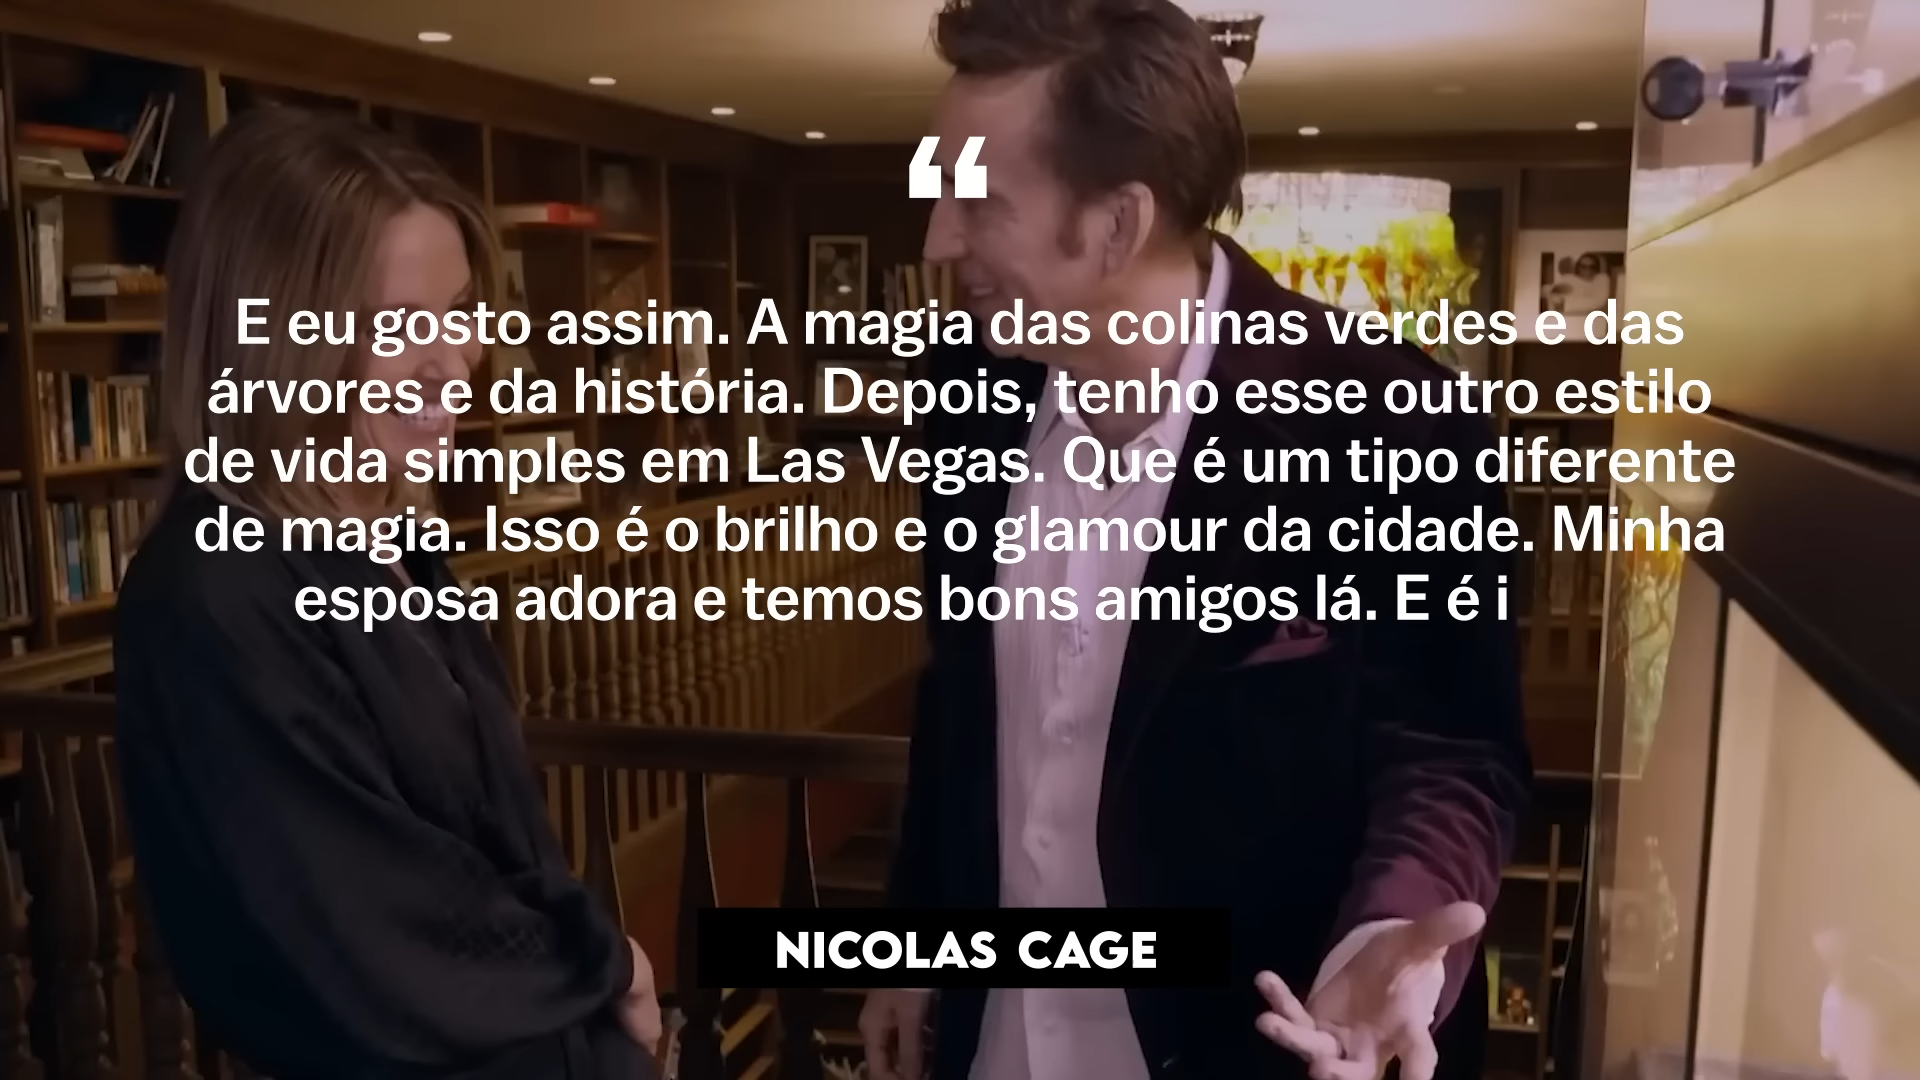 “
E eu gosto assim. A magia das colinas verdes e das
árvores e da história. Depois, tenho esse outro estilo
de vida simples em Las Vegas. Que é um tipo diferente
de magia. Isso é o brilho e o glamour da cidade. Minha
esposa adora e temos bons amigos lá. E é i
NICOLAS CAGE